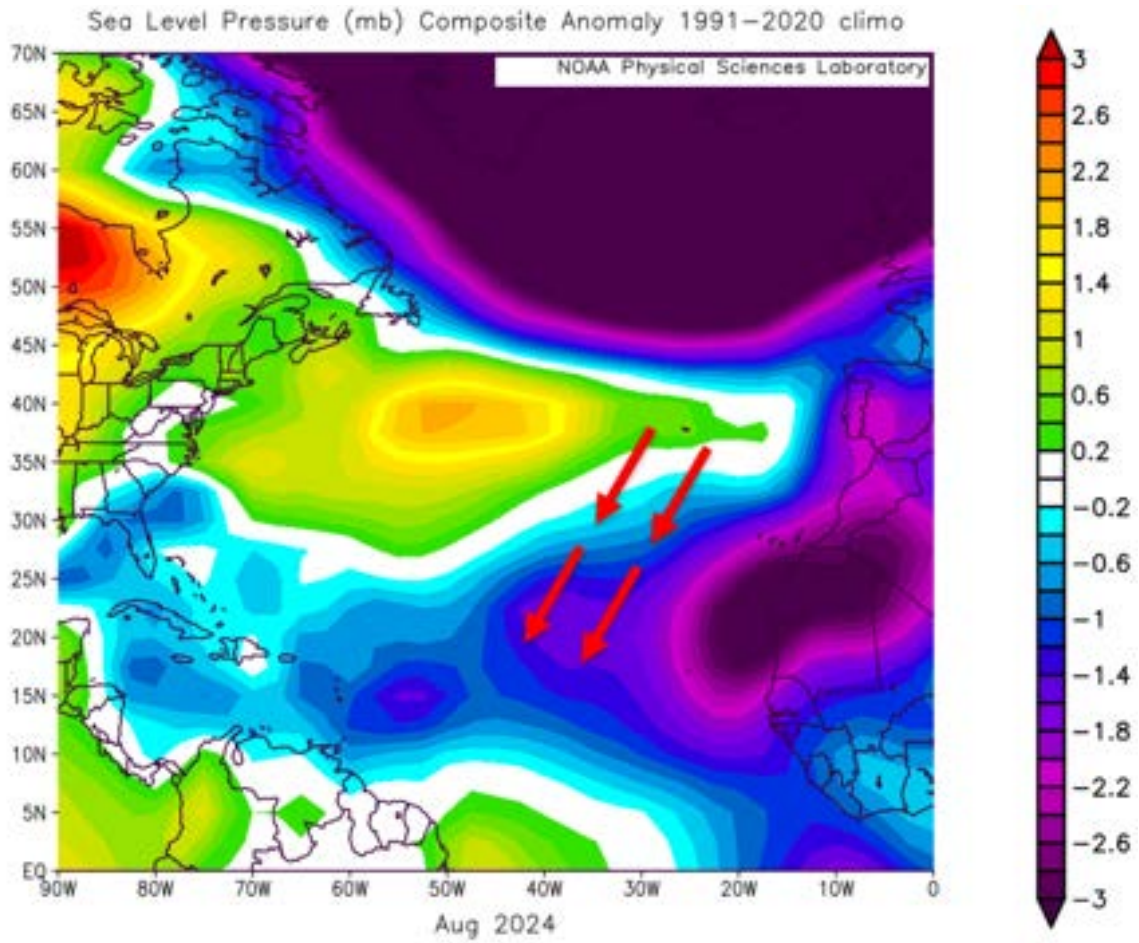 Sea Level Pressure (mb) Composite Anomaly 1991-2020 climo
NOAA Physical Sciences Laboratory
70N
65N
60N
55N
50N
45N
40N
35N
30N
25N
20N
15N
10N
5N
EQ
90W 80W 70W 60W 50W 40W 30W 20W 10W 0
Aug 2024
3
2.6
2.2
1.8
1.4
1
0.6
0.2
-0.2
-0.6
-1
-1.4
-1.8
-2.2
-2.6
-3